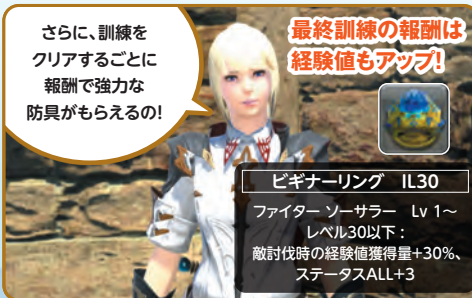 さらに、訓練を
クリアするごとに
報酬で強力な
防具がもらえるの!
最終訓練の報酬は
経験値もアップ!
ビギナーリング IL30
ファイター ソーサラー Lv 1~
レベル30以下:
敵討伐時の経験値獲得量+30%、
ステータスALL+3